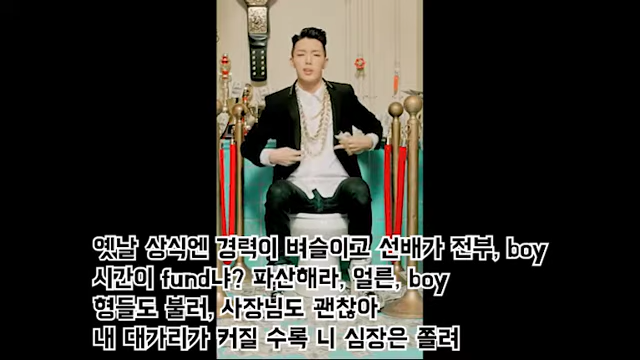 옛날 상식엔 경력이 벼슬이고 선배가 전부, boy
시간이 fund냐? 파산해라, 얼른, boy
형들도 불러, 사장님도 괜찮아
내 대가리가 커질 수록 니 심장은 쫄려